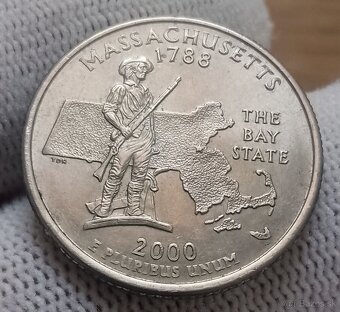 MASSACHUSETTS
1788
THE
BAY
STATE
2000
E PLURIBUS UNUM